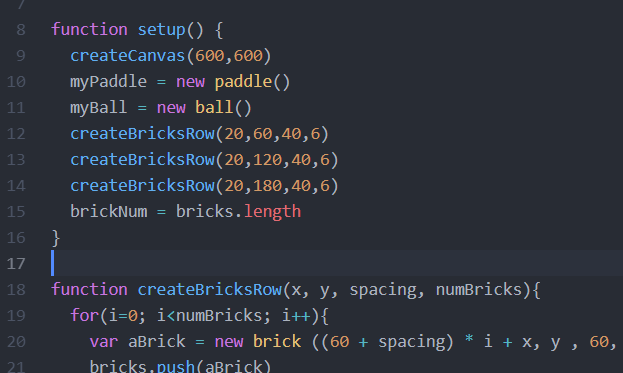 7
8 function setup() {
9 createCanvas(600,600)
10 myPaddle = new paddle()
11 myBall = new ball()
12 createBricksRow(20,60,40,6)
13 createBricksRow(20,120,40,6)
14 createBricksRow(20,180,40,6)
15 brickNum = bricks.length
16 }
17
18 function createBricksRow(x, y, spacing, numBricks){
19 for(i=0; i<numBricks; i++){
20 var aBrick = new brick ((60 + spacing) * i + x, y , 60,
21 bricks.push(aBrick)